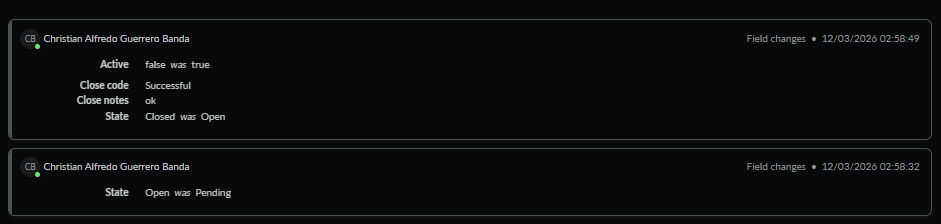 CB Christian Alfredo Guerrero Banda Field changes • 12/03/2026 02:58:49
Active false was true
Close code Successful
Close notes ok
State Closed was Open
CB Christian Alfredo Guerrero Banda Field changes • 12/03/2026 02:58:32
State Open was Pending